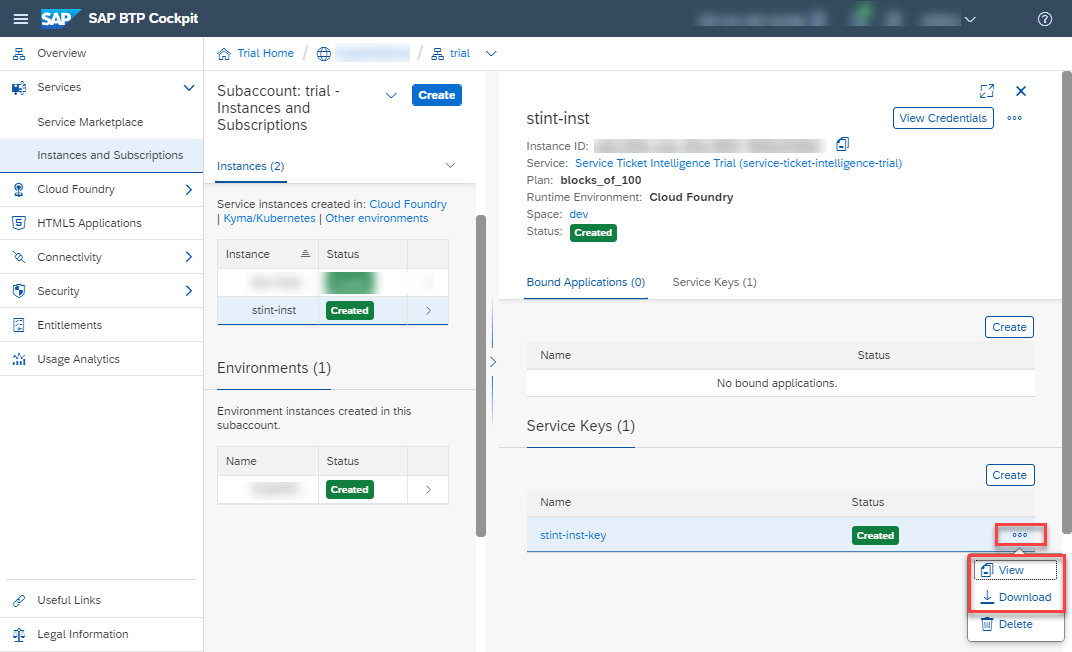 SAP SAP BTP Cockpit
Overview
Services
Service Marketplace
Instances and Subscriptions
Cloud Foundry
HTML5 Applications
Connectivity
Security
Entitlements
Usage Analytics
Useful Links
Legal Information
Trial Home / / trial
Subaccount: trial -
Instances and
Subscriptions
Create
Instances (2)
Service instances created in: Cloud Foundry
| Kyma/Kubernetes | Other environments
Instance Status
stint-inst Created
Environments (1)
Environment instances created in this
subaccount.
Name Status
Created
stint-inst
View Credentials
Instance ID:
Service: Service Ticket Intelligence Trial (service-ticket-intelligence-trial)
Plan: blocks_of_100
Runtime Environment: Cloud Foundry
Space: dev
Status: Created
Bound Applications (0) Service Keys (1)
Create
Name Status
No bound applications.
Service Keys (1)
Create
Name Status
stint-inst-key Created
View
Download
Delete